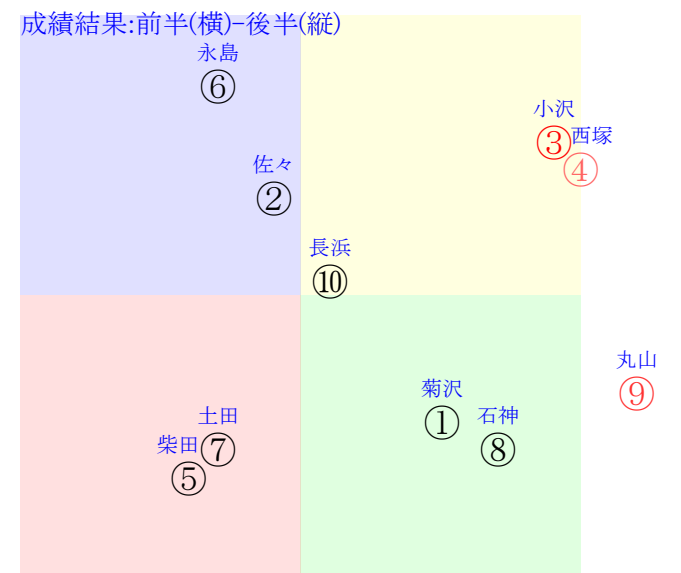 成績結果:前半(横)-後半(縦)
永島
⑥
小沢
③
西塚
④
佐々
②
長浜
⑩
丸山
⑨
菊沢
①
石神
⑧
土田
⑦
柴田
⑤